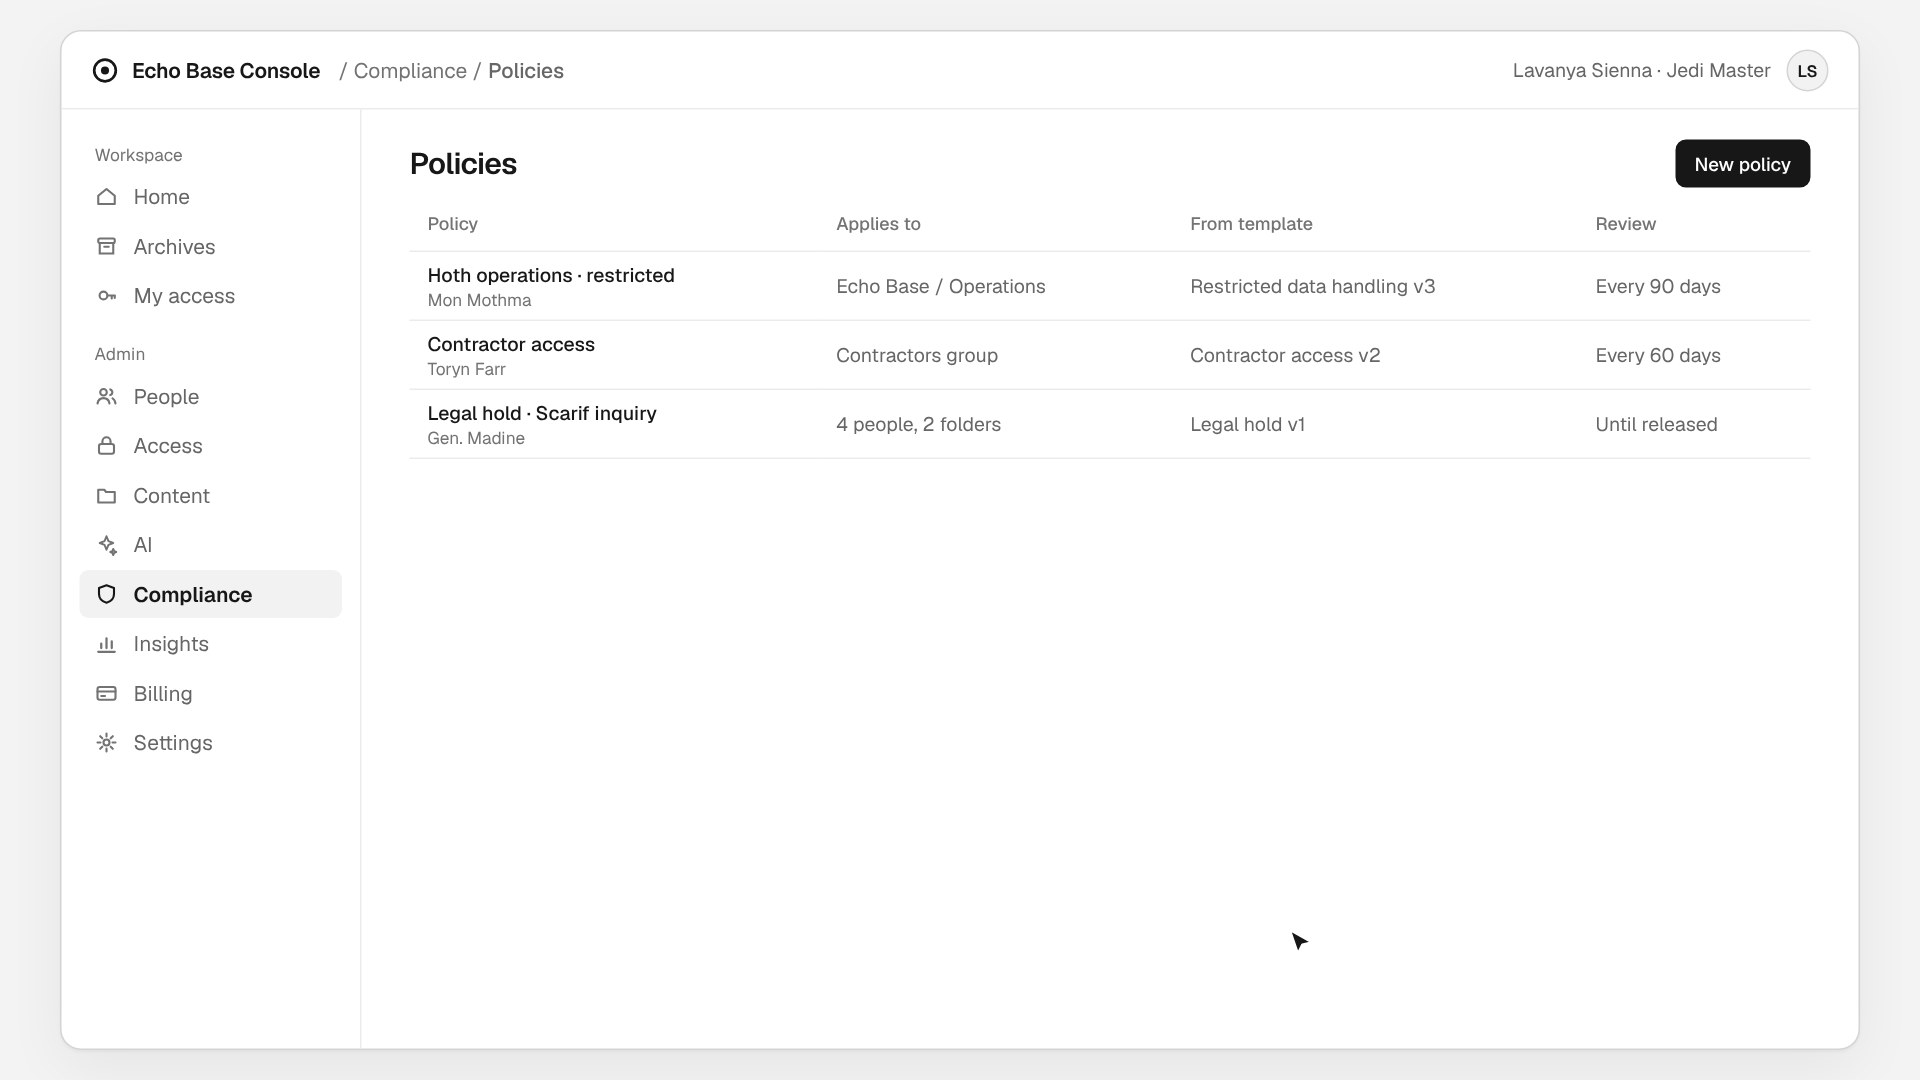 Echo Base Console / Compliance / Policies
Lavanya Sienna · Jedi Master LS
Workspace
Home
Archives
My access
Admin
People
Access
Content
AI
Compliance
Insights
Billing
Settings
Policies
New policy
Policy Applies to From template Review
Hoth operations · restricted
Mon Mothma
Echo Base / Operations Restricted data handling v3 Every 90 days
Contractor access
Toryn Farr
Contractors group Contractor access v2 Every 60 days
Legal hold · Scarif inquiry
Gen. Madine
4 people, 2 folders Legal hold v1 Until released